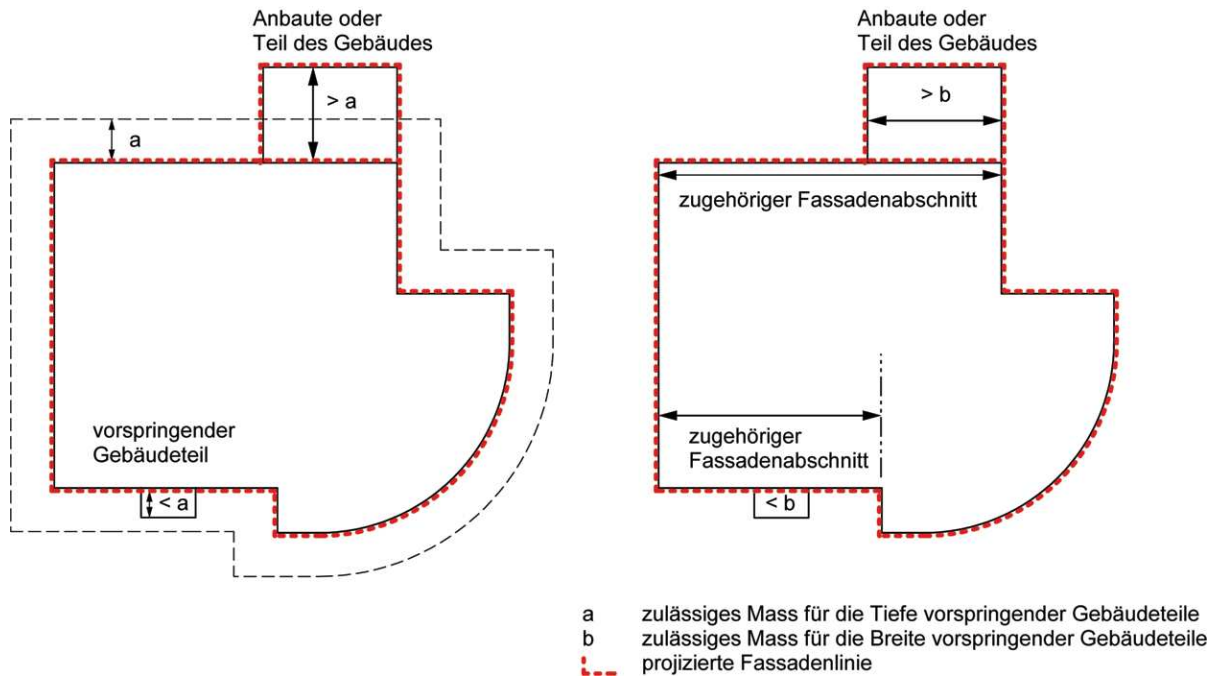 Anbaute oder
Teil des Gebäudes
> a
a
vorspringender
Gebäudeteil
< a
Anbaute oder
Teil des Gebäudes
> b
zugehöriger Fassadenabschnitt
zugehöriger
Fassadenabschnitt
< b
a zulässiges Mass für die Tiefe vorspringender Gebäudeteile
b zulässiges Mass für die Breite vorspringender Gebäudeteile
projizierte Fassadenlinie